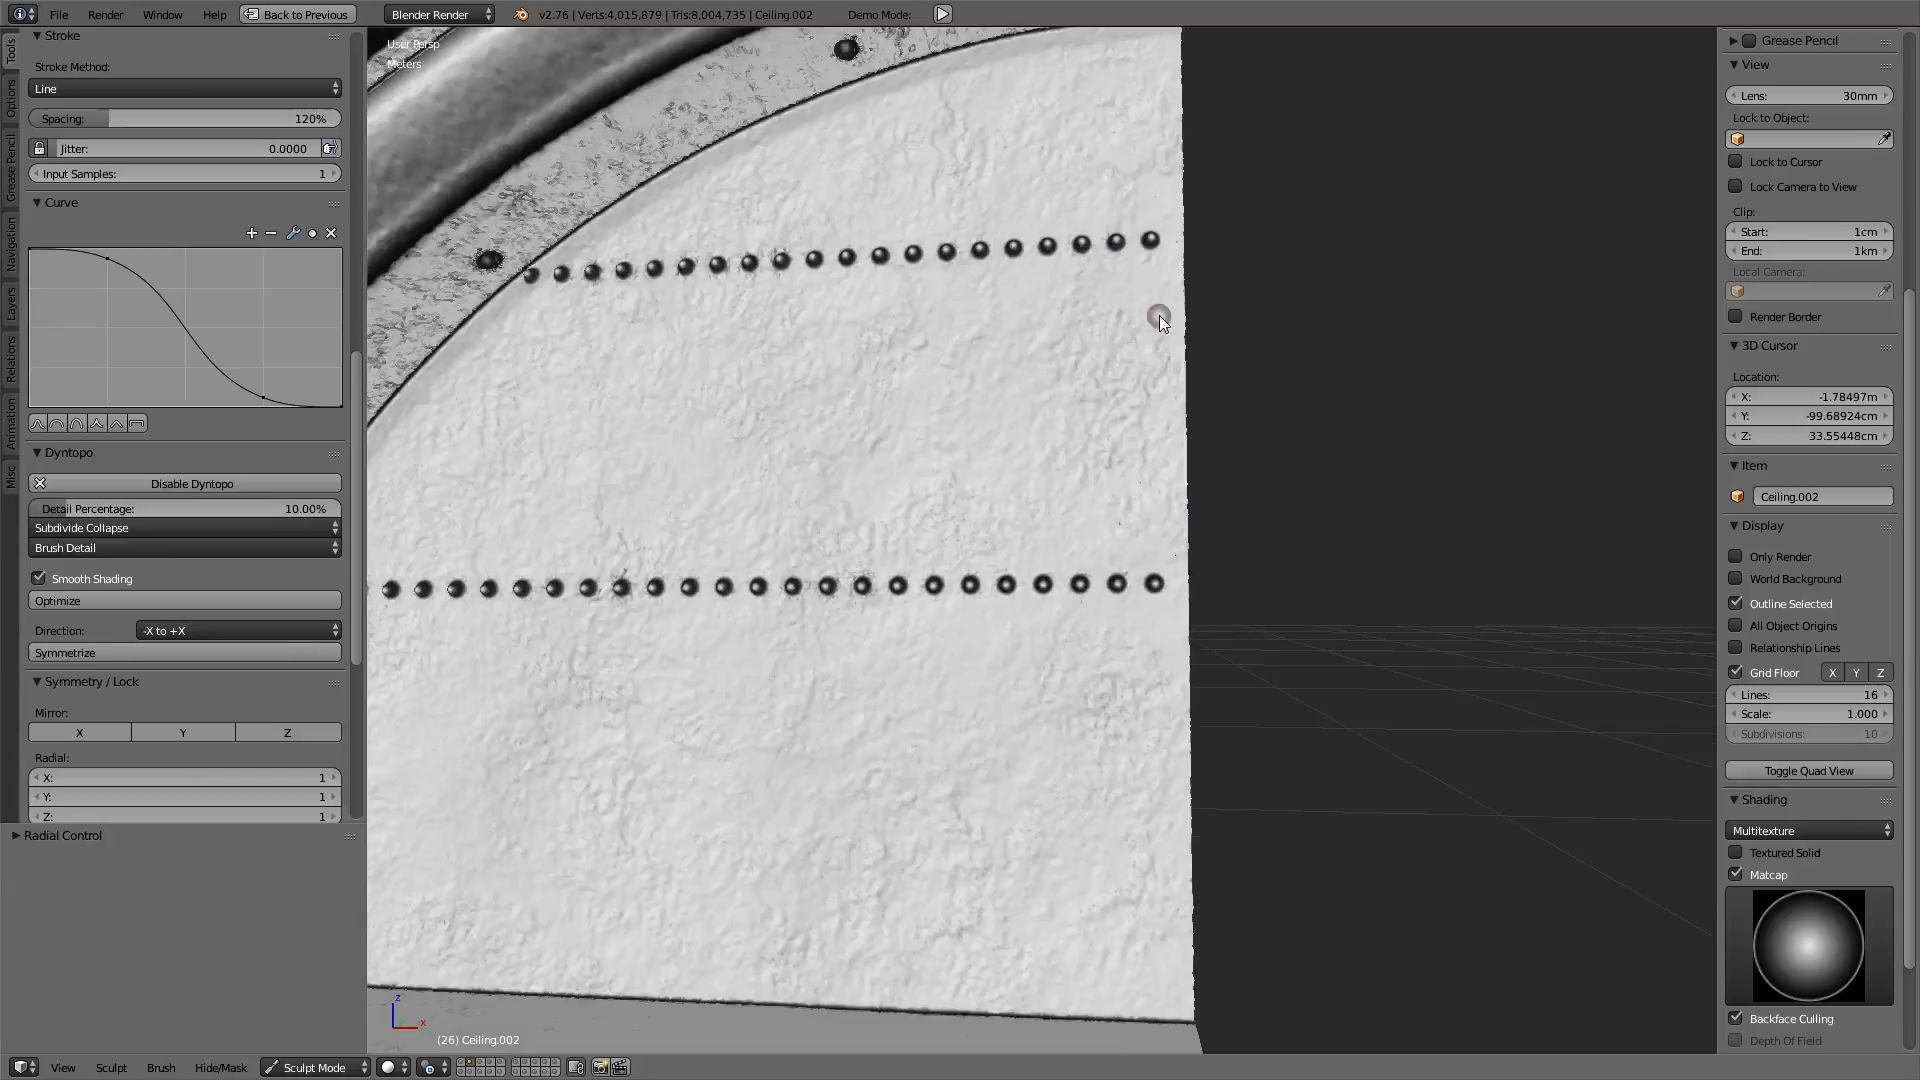 File Render Window Help Back to Previous Blender Render v2.76 | Verts:4,015,879 | Tris:8,004,735 | Ceiling.002 Demo Mode:
Tools
Options
Grease Pencil
Navigation
Layers
Relations
Animation
Misc
Stroke
Stroke Method:
Line
Spacing: 120%
Jitter: 0.0000
Input Samples: 1
Curve
Dyntopo
Disable Dyntopo
Detail Percentage: 10.00%
Subdivide Collapse
Brush Detail
Smooth Shading
Optimize
Direction: -X to +X
Symmetrize
Symmetry / Lock
Mirror:
X Y Z
Radial:
X: 1
Y: 1
Z: 1
Radial Control
User Persp
Meters
z
x
(26) Ceiling.002
Grease Pencil
View
Lens: 30mm
Lock to Object:
Lock to Cursor
Lock Camera to View
Clip:
Start: 1cm
End: 1km
Local Camera:
Render Border
3D Cursor
Location:
X: -1.78497m
Y: -99.68924cm
Z: 33.55448cm
Item
Ceiling.002
Display
Only Render
World Background
Outline Selected
All Object Origins
Relationship Lines
Grid Floor X Y Z
Lines: 16
Scale: 1.000
Subdivisions: 10
Toggle Quad View
Shading
Multitexture
Textured Solid
Matcap
Backface Culling
Depth Of Field
View Sculpt Brush Hide/Mask Sculpt Mode